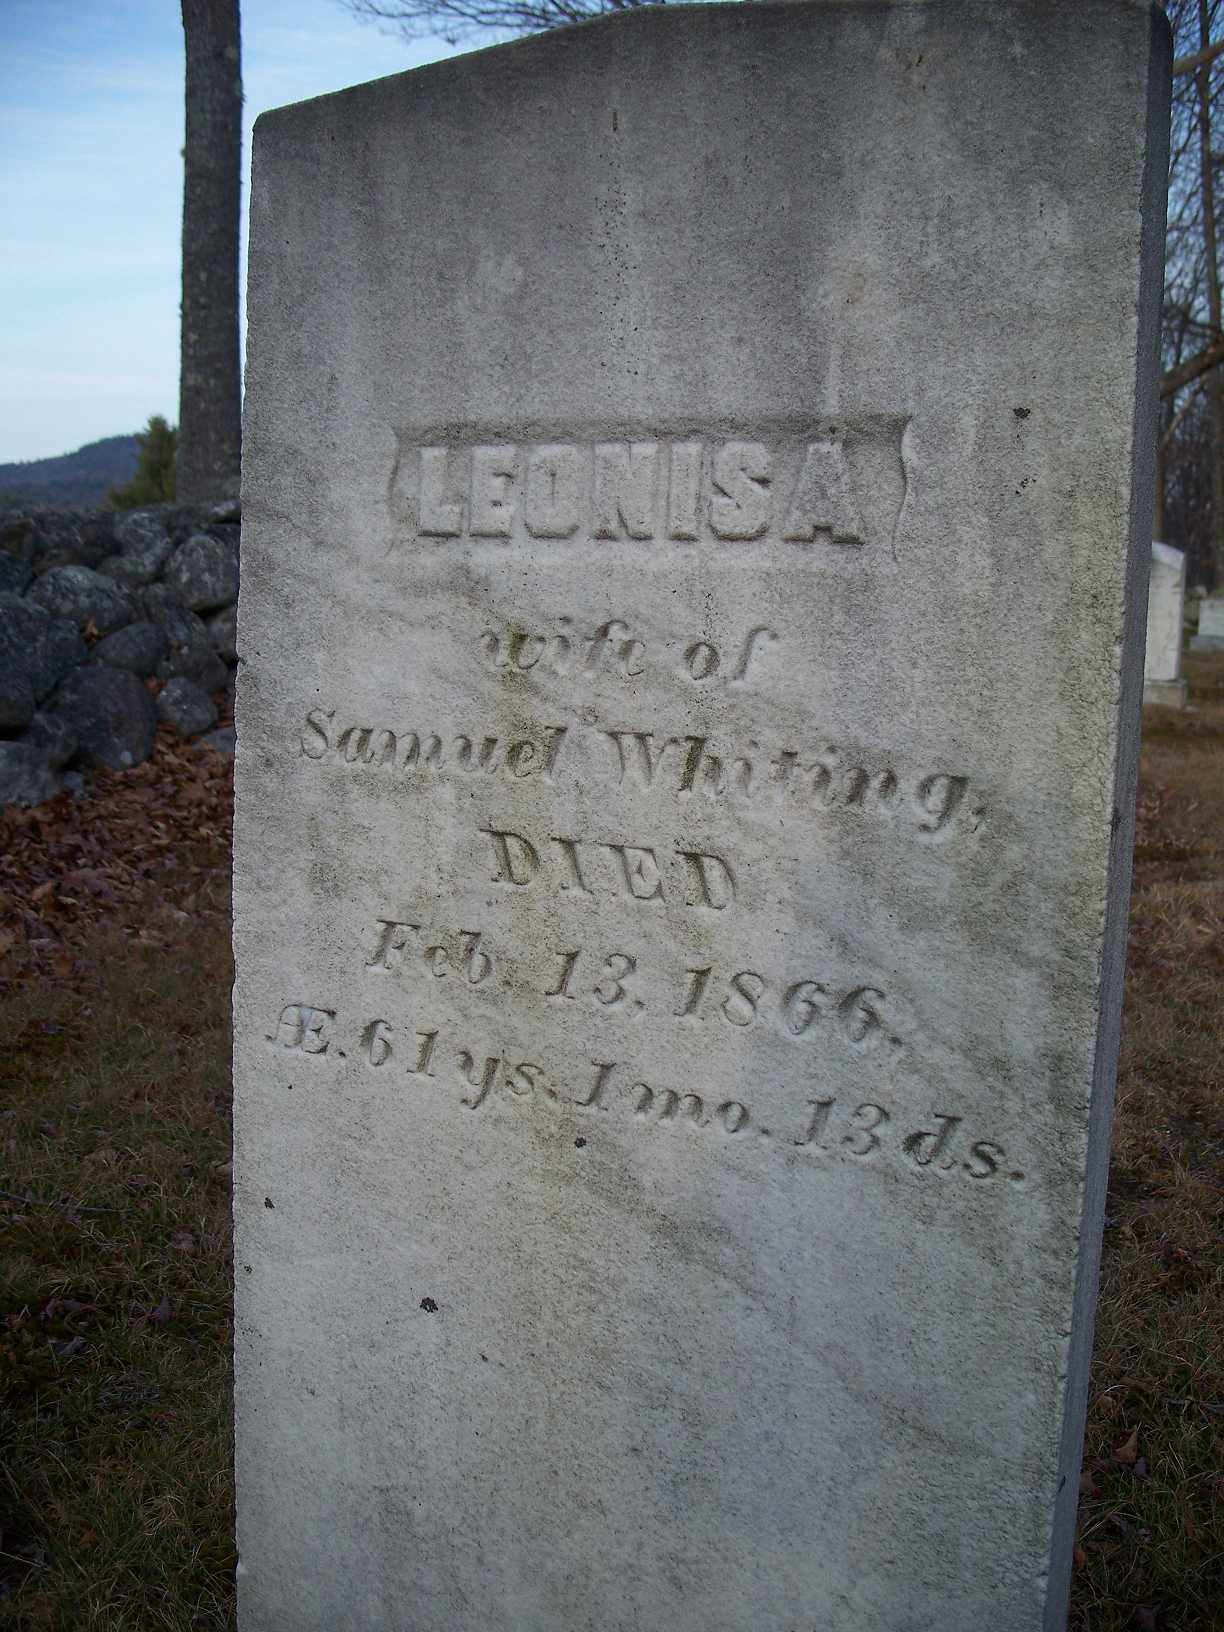 LEONISA
wife of
Samuel Whiting,
DIED
Feb. 13, 1866.
Æ. 61 ys. 1 mo. 13 ds.